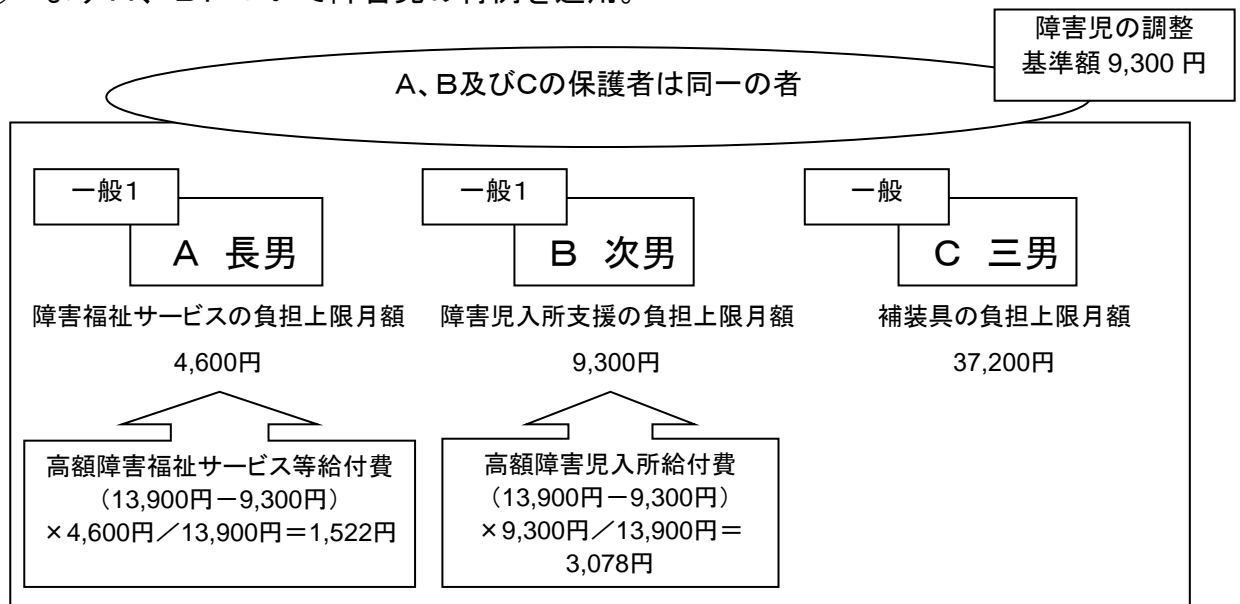 障害児の調整
基準額 9,300 円
A、B及びCの保護者は同一の者
一般1
A 長男
障害福祉サービスの負担上限月額
4,600円
高額障害福祉サービス等給付費
(13,900円-9,300円)
×4,600円/13,900円=1,522円
一般1
B 次男
障害児入所支援の負担上限月額
9,300円
高額障害児入所給付費
(13,900円-9,300円)
×9,300円/13,900円=
3,078円
一般
C 三男
補装具の負担上限月額
37,200円